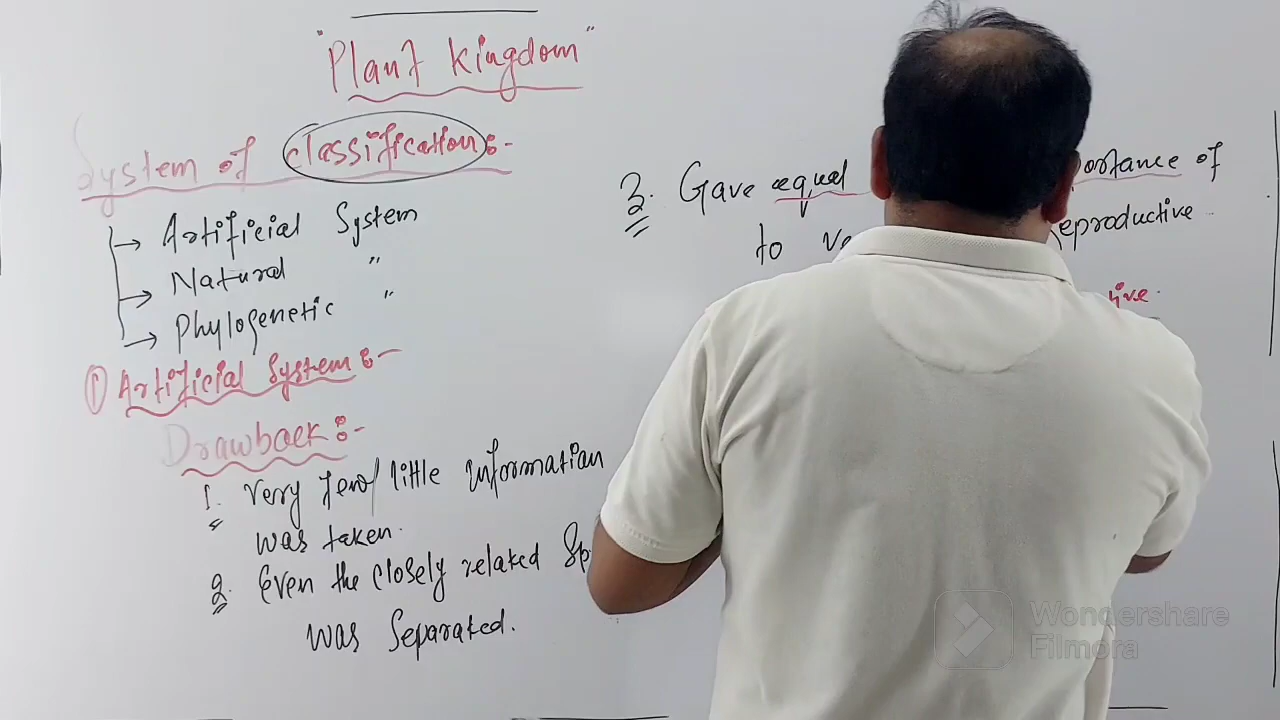 "Plant Kingdom"
System of classification:-
→ Artificial System
→ Natural "
→ Phylogenetic "
① Artificial System:-
Drawback:-
1. Very few/little information
was taken.
2. Even the closely related Sp
was Separated.
3. Gave equal portance of
to Ve eproductive
ive.
Wondershare
Filmora